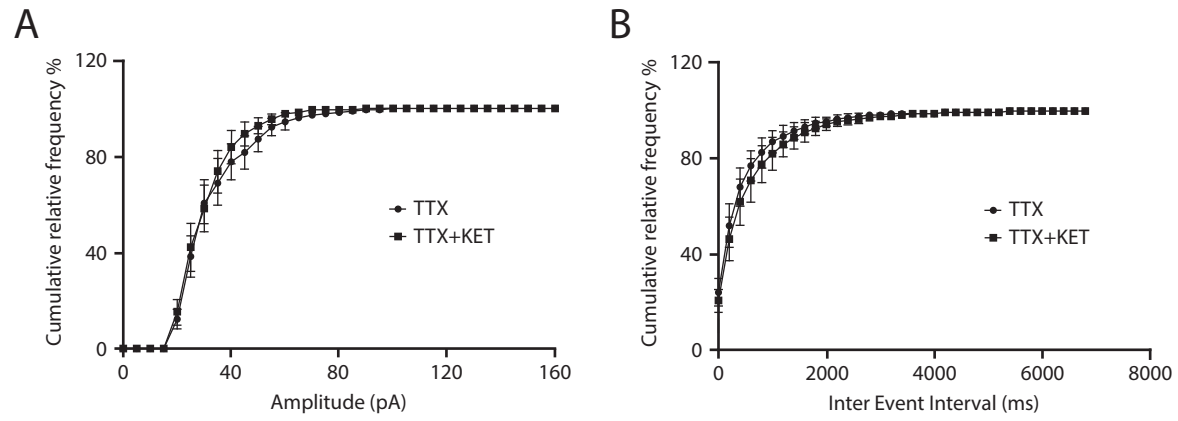 A
Cumulative relative frequency %
120
80
40
0
0 40 80 120 160
Amplitude (pA)
TTX
TTX+KET
B
Cumulative relative frequency %
120
80
40
0
0 2000 4000 6000 8000
Inter Event Interval (ms)
TTX
TTX+KET